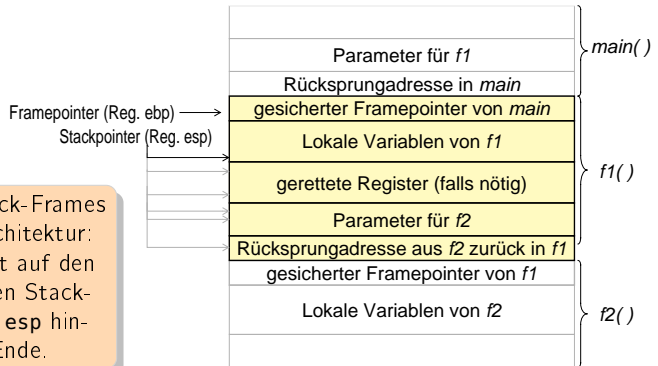 Parameter für f1
main( )
Rücksprungadresse in main
Framepointer (Reg. ebp)
gesicherter Framepointer von main
Stackpointer (Reg. esp)
Lokale Variablen von f1
f1( )
gerettete Register (falls nötig)
Parameter für f2
Rücksprungadresse aus f2 zurück in f1
gesicherter Framepointer von f1
Lokale Variablen von f2
f2( )
ck-Frames
chitektur:
t auf den
en Stack-
esp hin-
Ende.